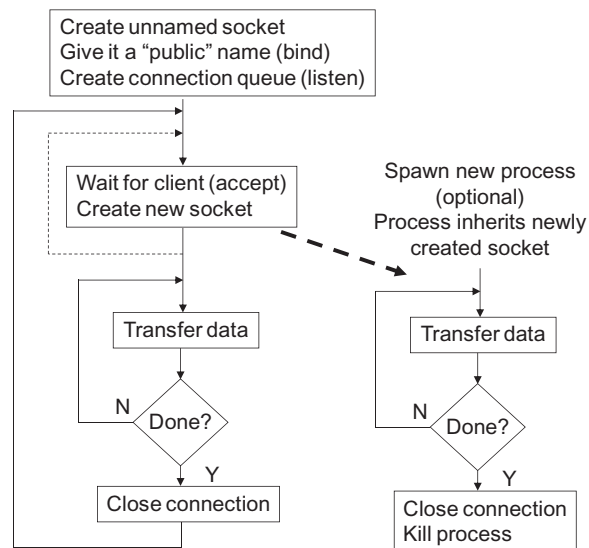 Create unnamed socket
Give it a “public” name (bind)
Create connection queue (listen)
Wait for client (accept)
Create new socket
Spawn new process
(optional)
Process inherits newly
created socket
Transfer data
N
Done?
Y
Close connection
Transfer data
N
Done?
Y
Close connection
Kill process